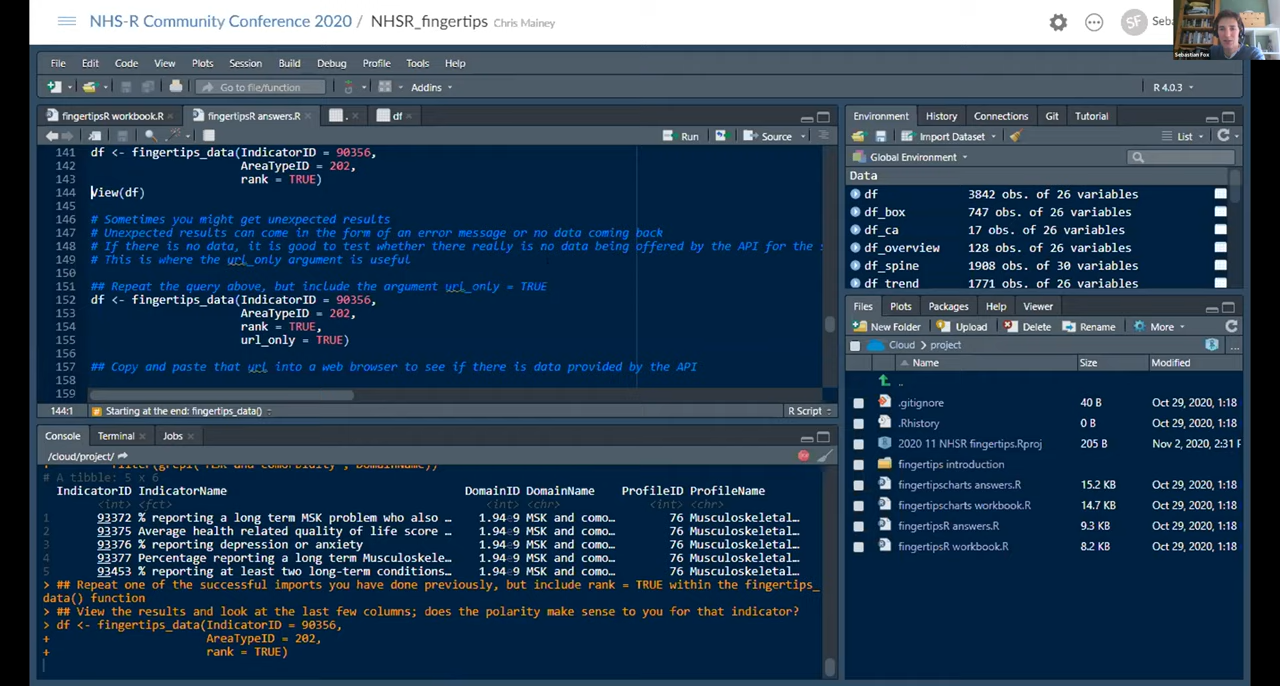 NHS-R Community Conference 2020 / NHSR_fingertips Chris Mainey
SF Seba
Sebastian Fox
File Edit Code View Plots Session Build Debug Profile Tools Help
Go to file/function Addins R 4.0.3
fingertipsR workbook.R fingertipsR answers.R . df
Run Source
141 df <- fingertips_data(IndicatorID = 90356,
142 AreaTypeID = 202,
143 rank = TRUE)
144 View(df)
145
146 # Sometimes you might get unexpected results
147 # Unexpected results can come in the form of an error message or no data coming back
148 # If there is no data, it is good to test whether there really is no data being offered by the API for the s
149 # This is where the url_only argument is useful
150
151 ## Repeat the query above, but include the argument url_only = TRUE
152 df <- fingertips_data(IndicatorID = 90356,
153 AreaTypeID = 202,
154 rank = TRUE,
155 url_only = TRUE)
156
157 ## Copy and paste that url into a web browser to see if there is data provided by the API
158
159
144:1 Starting at the end: fingertips_data() R Script
Console Terminal Jobs
/cloud/project/
+ filter(grepl("MSK and comorbidity", DomainName))
# A tibble: 5 x 6
IndicatorID IndicatorName DomainID DomainName ProfileID ProfileName
<int> <fct> <int> <chr> <int> <chr>
1 93372 % reporting a long term MSK problem who also … 1.94e9 MSK and como… 76 Musculoskeletal…
2 93375 Average health related quality of life score … 1.94e9 MSK and como… 76 Musculoskeletal…
3 93376 % reporting depression or anxiety 1.94e9 MSK and como… 76 Musculoskeletal…
4 93377 Percentage reporting a long term Musculoskele… 1.94e9 MSK and como… 76 Musculoskeletal…
5 93453 % reporting at least two long-term conditions… 1.94e9 MSK and como… 76 Musculoskeletal…
> ## Repeat one of the successful imports you have done previously, but include rank = TRUE within the fingertips_
data() function
> ## View the results and look at the last few columns; does the polarity make sense to you for that indicator?
> df <- fingertips_data(IndicatorID = 90356,
+ AreaTypeID = 202,
+ rank = TRUE)
Environment History Connections Git Tutorial
Import Dataset List
Global Environment
Data
df 3842 obs. of 26 variables
df_box 747 obs. of 26 variables
df_ca 17 obs. of 26 variables
df_overview 128 obs. of 26 variables
df_spine 1908 obs. of 30 variables
df_trend 1771 obs. of 26 variables
Files Plots Packages Help Viewer
New Folder Upload Delete Rename More
Cloud project ...
Name Size Modified
..
.gitignore 40 B Oct 29, 2020, 1:18
.Rhistory 0 B Oct 29, 2020, 1:18
2020 11 NHSR fingertips.Rproj 205 B Nov 2, 2020, 2:31 P
fingertips introduction
fingertipscharts answers.R 15.2 KB Oct 29, 2020, 1:18
fingertipscharts workbook.R 14.7 KB Oct 29, 2020, 1:18
fingertipsR answers.R 9.3 KB Oct 29, 2020, 1:18
fingertipsR workbook.R 8.2 KB Oct 29, 2020, 1:18